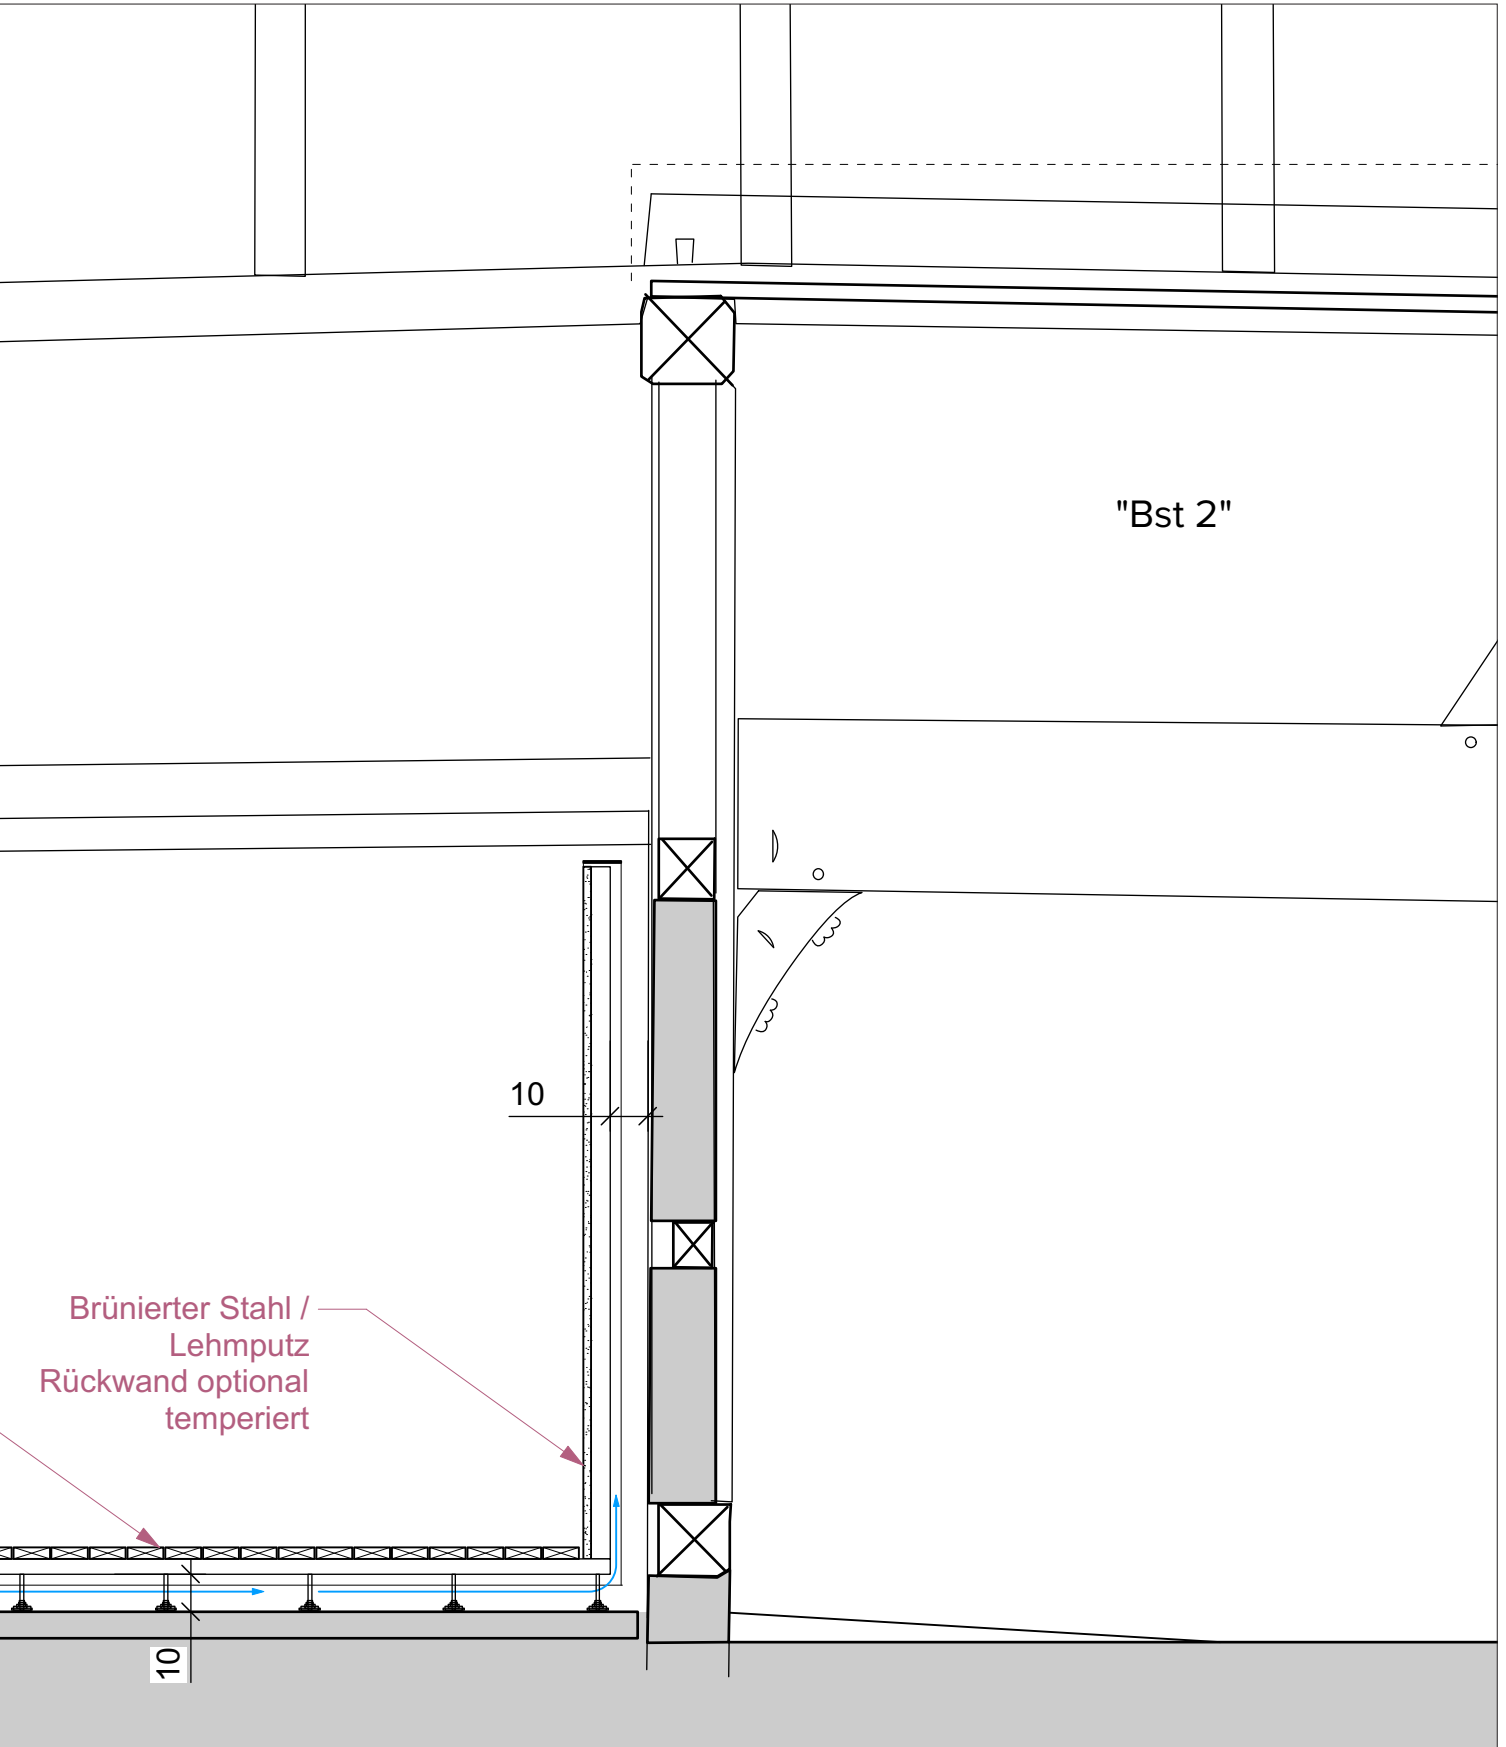 "Bst 2"
10
Brünierter Stahl /
Lehmputz
Rückwand optional
temperiert
10